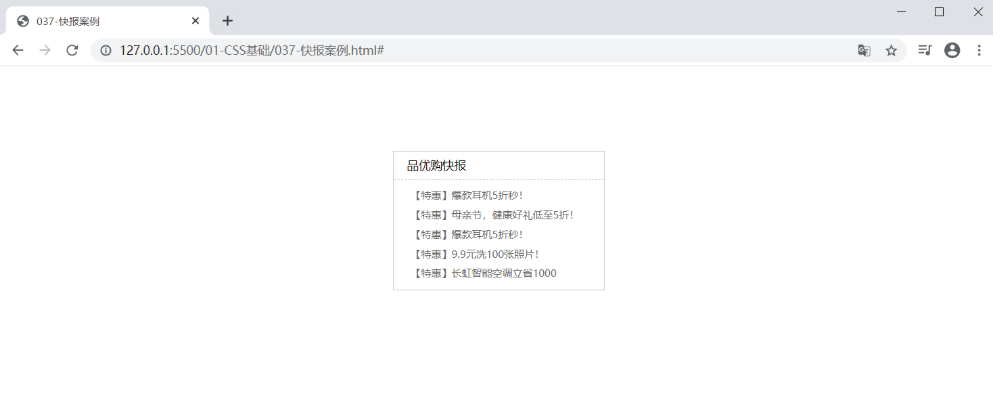 037-快报案例
127.0.0.1:5500/01-CSS基础/037-快报案例.html#
品优购快报
【特惠】爆款耳机5折秒！
【特惠】母亲节，健康好礼低至5折！
【特惠】爆款耳机5折秒！
【特惠】9.9元洗100张照片！
【特惠】长虹智能空调立省1000